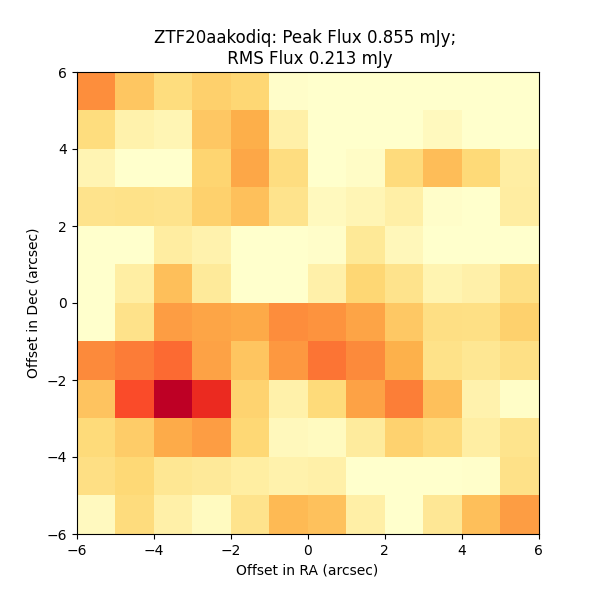 ZTF20aakodiq: Peak Flux 0.855 mJy;
RMS Flux 0.213 mJy
6
4
2
0
−2
−4
−6
Offset in Dec (arcsec)
−6 −4 −2 0 2 4 6
Offset in RA (arcsec)